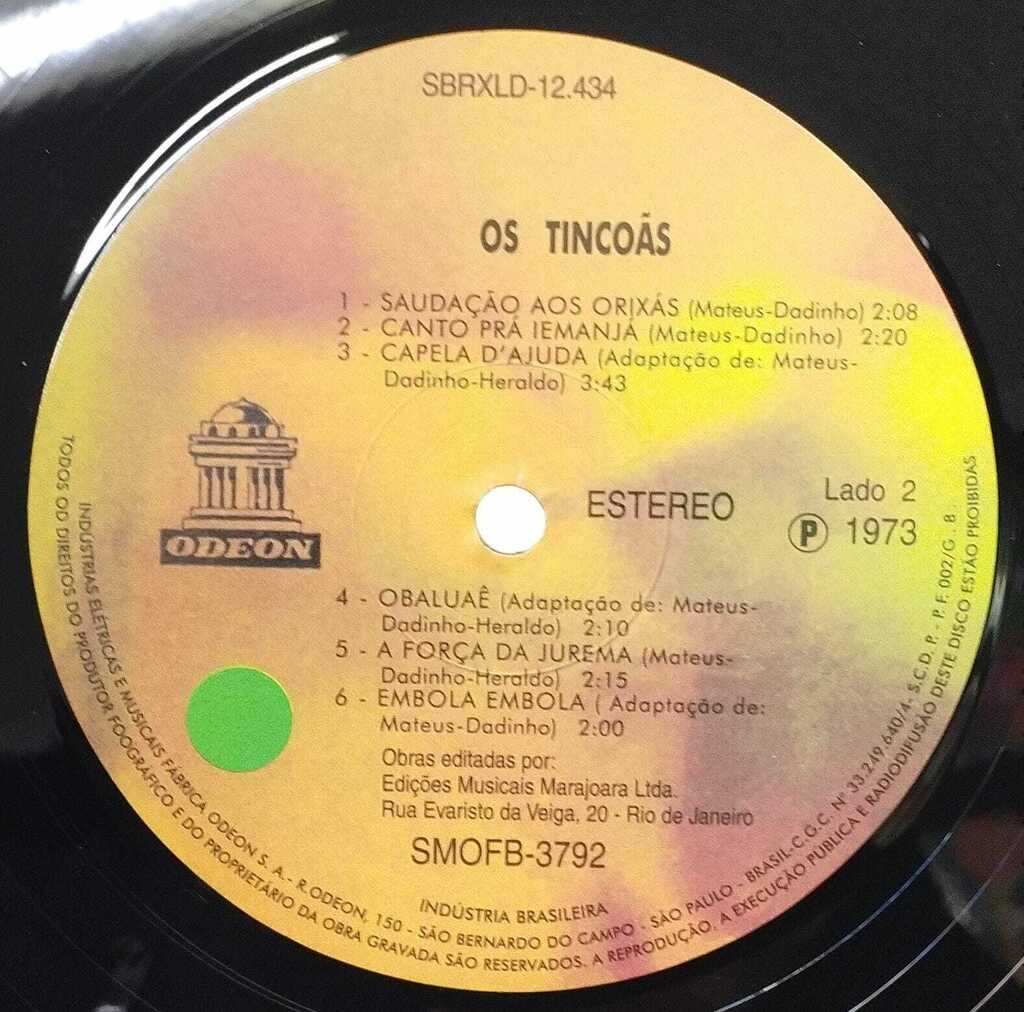 SBRXLD-12.434
OS TINCOÃS
1 - SAUDAÇÃO AOS ORIXÁS (Mateus-Dadinho) 2:08
2 - CANTO PRÁ IEMANJÁ (Mateus-Dadinho) 2:20
3 - CAPELA D'AJUDA (Adaptação de: Mateus-
Dadinho-Heraldo) 3:43
ODEON
ESTEREO
Lado 2
P 1973
4 - OBALUAÊ (Adaptação de: Mateus-
Dadinho-Heraldo) 2:10
5 - A FORÇA DA JUREMA (Mateus-
Dadinho-Heraldo) 2:15
6 - EMBOLA EMBOLA ( Adaptação de:
Mateus-Dadinho) 2:00
Obras editadas por:
Edições Musicais Marajoara Ltda.
Rua Evaristo da Veiga, 20 - Rio de Janeiro
SMOFB-3792
INDÚSTRIA BRASILEIRA
INDÚSTRIAS ELÉTRICAS E MUSICAIS FÁBRICA ODEON S. A. - R. ODEON, 150 - SÃO BERNARDO DO CAMPO - SÃO PAULO - BRASIL-C.G.C. Nº 33.249.640/4- S.C.D. P. - P. F. 002/G . B .
TODOS OD DIREITOS DO PRODUTOR FOOGRÁFICO E DO PROPRIETÁRIO DA OBRA GRAVADA SÃO RESERVADOS. A REPRODUÇÃO, A EXECUÇÃO PÚBLICA E RADIODIFUSÃO DESTE DISCO ESTÃO PROIBIDAS